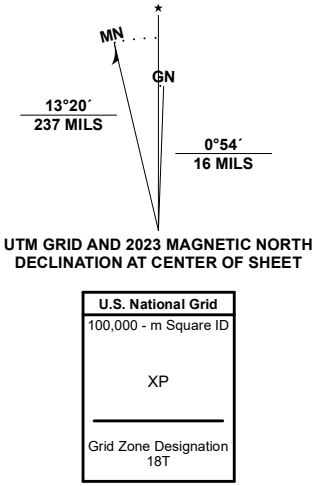 ★
MN
GN
13°20´
237 MILS
0°54´
16 MILS
UTM GRID AND 2023 MAGNETIC NORTH
DECLINATION AT CENTER OF SHEET
U.S. National Grid
100,000 - m Square ID
XP
Grid Zone Designation
18T